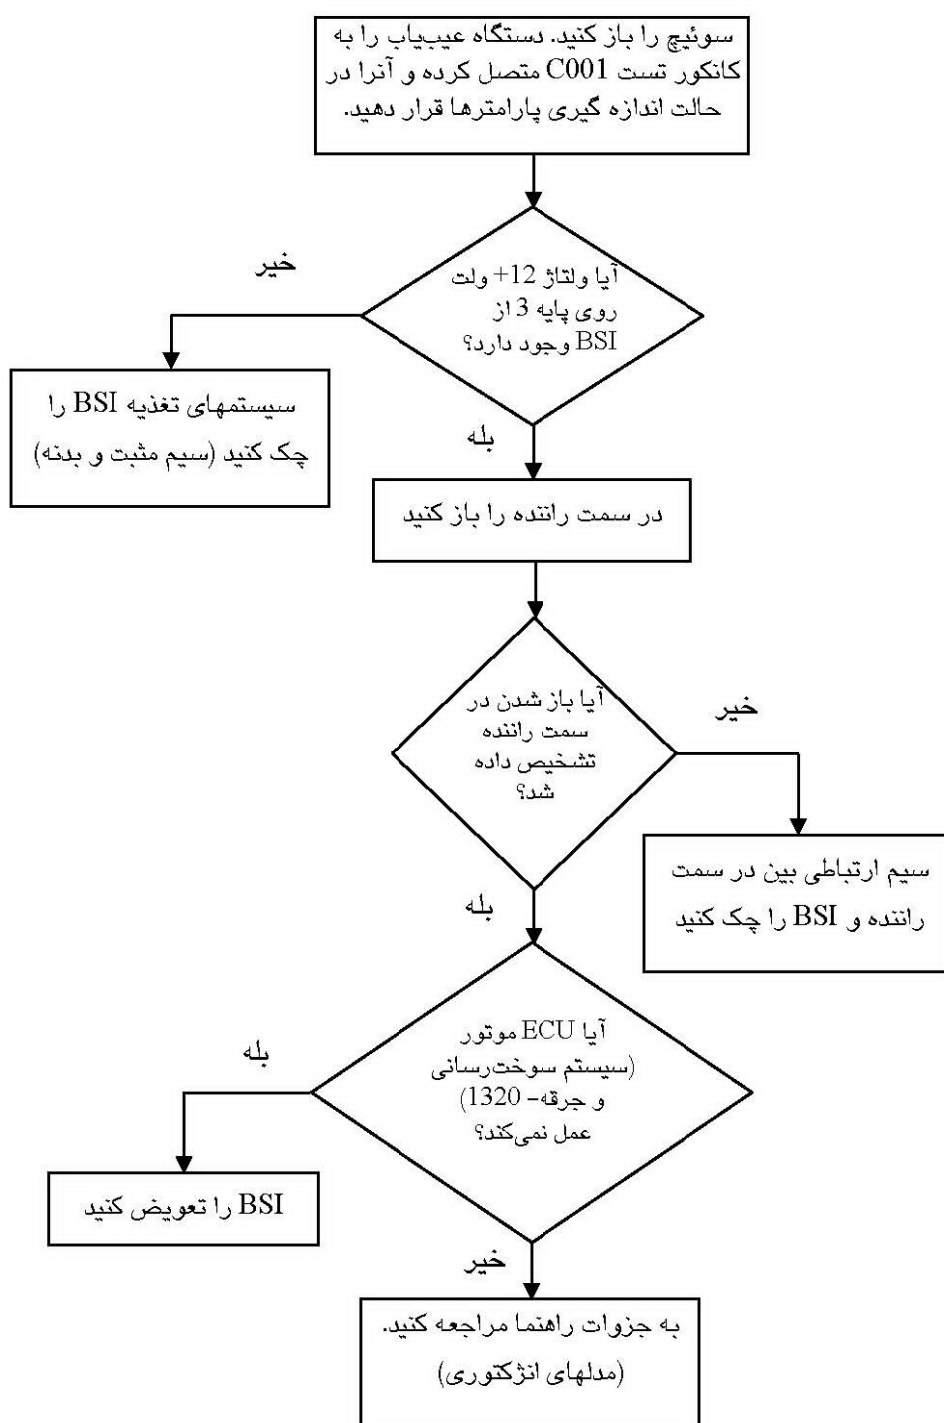 سوئیچ را باز کنید. دستگاه عیب‌یاب را به
کانکور تست C001 متصل کرده و آنرا در
حالت اندازه گیری پارامترها قرار دهید.
خیر
آیا ولتاژ 12+ ولت
روی پایه 3 از
BSI وجود دارد؟
سیستمهای تغذیه BSI را
چک کنید (سیم مثبت و بدنه)
بله
در سمت راننده را باز کنید
آیا باز شدن در
سمت راننده
تشخیص داده
شد؟
خیر
سیم ارتباطی بین در سمت
راننده و BSI را چک کنید
بله
آیا ECU موتور
(سیستم سوخت‌رسانی
و جرقه- 1320)
عمل نمی‌کند؟
بله
BSI را تعویض کنید
خیر
به جزوات راهنما مراجعه کنید.
(مدلهای انژکتوری)